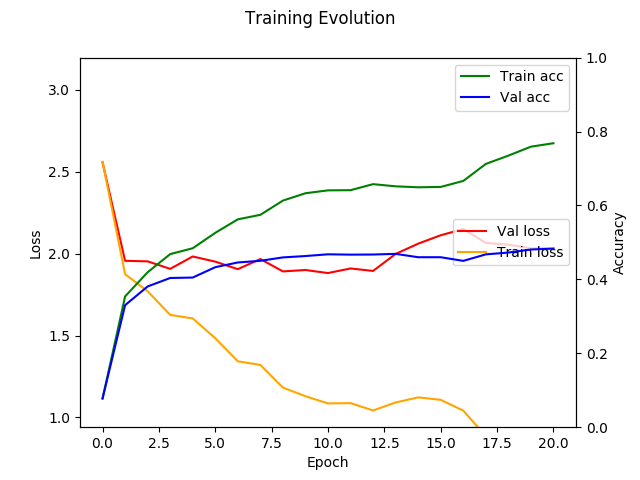 Training Evolution
Train acc
Val acc
Val loss
Train loss
Loss
3.0
2.5
2.0
1.5
1.0
1.0
0.8
0.6
0.4
0.2
0.0
Accuracy
0.0 2.5 5.0 7.5 10.0 12.5 15.0 17.5 20.0
Epoch